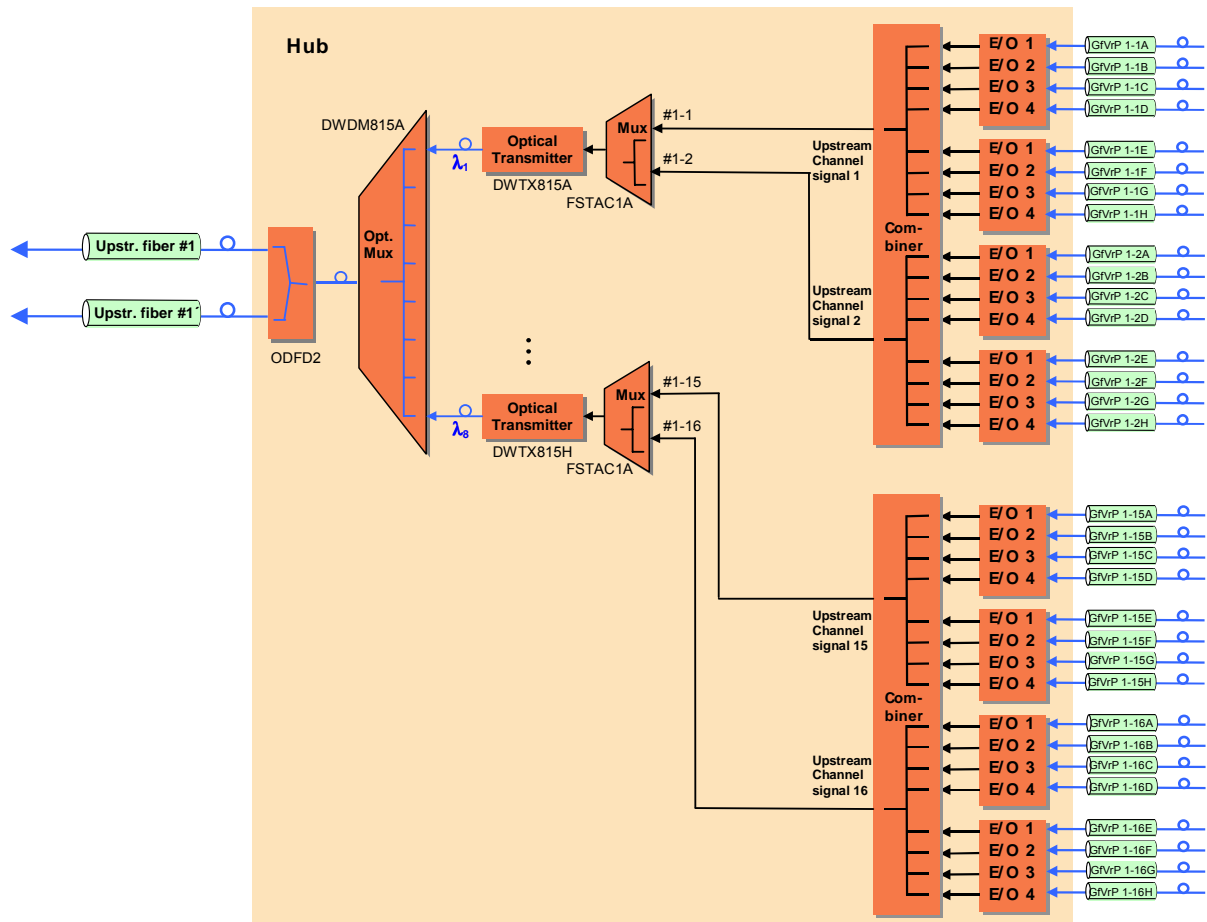 Hub
DWDM815A
Opt.
Mux
λ1
Optical
Transmitter
DWTX815A
Mux
FSTAC1A
#1-1
#1-2
Upstream
Channel
signal 1
Upstream
Channel
signal 2
Com-
biner
E/O 1
E/O 2
E/O 3
E/O 4
E/O 1
E/O 2
E/O 3
E/O 4
E/O 1
E/O 2
E/O 3
E/O 4
E/O 1
E/O 2
E/O 3
E/O 4
GfVrP 1-1A
GfVrP 1-1B
GfVrP 1-1C
GfVrP 1-1D
GfVrP 1-1E
GfVrP 1-1F
GfVrP 1-1G
GfVrP 1-1H
GfVrP 1-2A
GfVrP 1-2B
GfVrP 1-2C
GfVrP 1-2D
GfVrP 1-2E
GfVrP 1-2F
GfVrP 1-2G
GfVrP 1-2H
Upstr. fiber #1
Upstr. fiber #1´
ODFD2
λ8
Optical
Transmitter
DWTX815H
Mux
FSTAC1A
#1-15
#1-16
Upstream
Channel
signal 15
Upstream
Channel
signal 16
Com-
biner
E/O 1
E/O 2
E/O 3
E/O 4
E/O 1
E/O 2
E/O 3
E/O 4
E/O 1
E/O 2
E/O 3
E/O 4
E/O 1
E/O 2
E/O 3
E/O 4
GfVrP 1-15A
GfVrP 1-15B
GfVrP 1-15C
GfVrP 1-15D
GfVrP 1-15E
GfVrP 1-15F
GfVrP 1-15G
GfVrP 1-15H
GfVrP 1-16A
GfVrP 1-16B
GfVrP 1-16C
GfVrP 1-16D
GfVrP 1-16E
GfVrP 1-16F
GfVrP 1-16G
GfVrP 1-16H